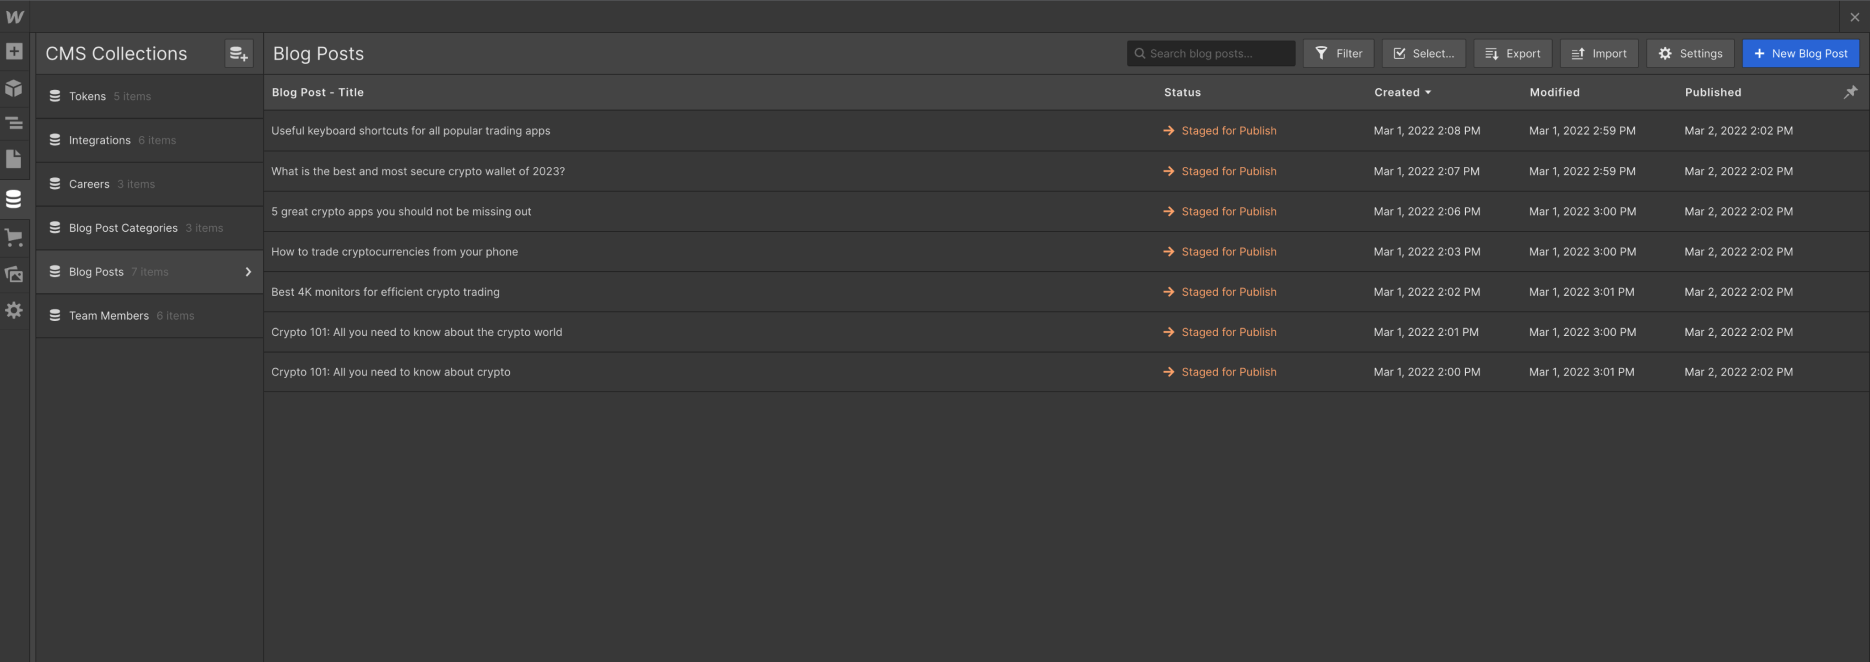 CMS Collections
Blog Posts
Search blog posts...
Filter
Select...
Export
Import
Settings
+ New Blog Post
Tokens 5 items
Integrations 6 items
Careers 3 items
Blog Post Categories 3 items
Blog Posts 7 items
Team Members 6 items
Blog Post - Title Status Created Modified Published
Useful keyboard shortcuts for all popular trading apps Staged for Publish Mar 1, 2022 2:08 PM Mar 1, 2022 2:59 PM Mar 2, 2022 2:02 PM
What is the best and most secure crypto wallet of 2023? Staged for Publish Mar 1, 2022 2:07 PM Mar 1, 2022 2:59 PM Mar 2, 2022 2:02 PM
5 great crypto apps you should not be missing out Staged for Publish Mar 1, 2022 2:06 PM Mar 1, 2022 3:00 PM Mar 2, 2022 2:02 PM
How to trade cryptocurrencies from your phone Staged for Publish Mar 1, 2022 2:03 PM Mar 1, 2022 3:00 PM Mar 2, 2022 2:02 PM
Best 4K monitors for efficient crypto trading Staged for Publish Mar 1, 2022 2:02 PM Mar 1, 2022 3:01 PM Mar 2, 2022 2:02 PM
Crypto 101: All you need to know about the crypto world Staged for Publish Mar 1, 2022 2:01 PM Mar 1, 2022 3:00 PM Mar 2, 2022 2:02 PM
Crypto 101: All you need to know about crypto Staged for Publish Mar 1, 2022 2:00 PM Mar 1, 2022 3:01 PM Mar 2, 2022 2:02 PM